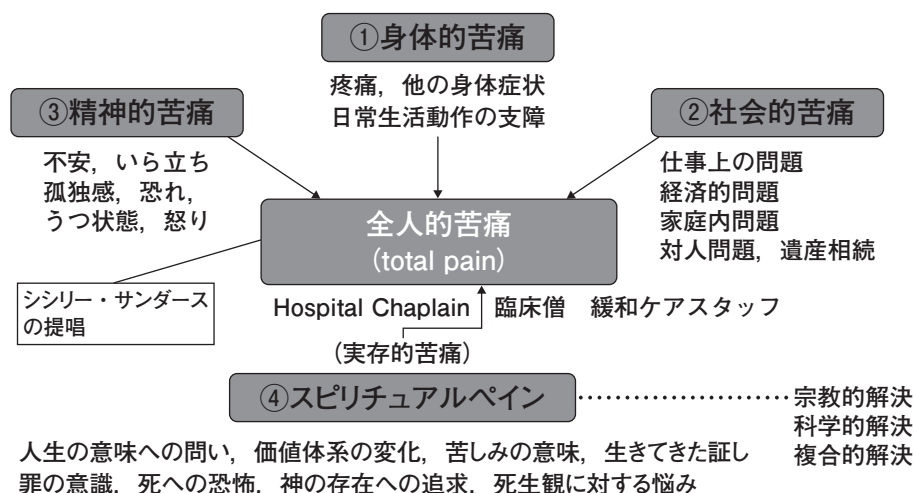 ①身体的苦痛
疼痛，他の身体症状
日常生活動作の支障
③精神的苦痛
不安，いら立ち
孤独感，恐れ，
うつ状態，怒り
②社会的苦痛
仕事上の問題
経済的問題
家庭内問題
対人問題，遺産相続
全人的苦痛
(total pain)
シシリー・サンダース
の提唱
Hospital Chaplain　臨床僧　緩和ケアスタッフ
(実存的苦痛)
④スピリチュアルペイン
宗教的解決
科学的解決
複合的解決
人生の意味への問い，価値体系の変化，苦しみの意味，生きてきた証し
罪の意識，死への恐怖，神の存在への追求，死生観に対する悩み